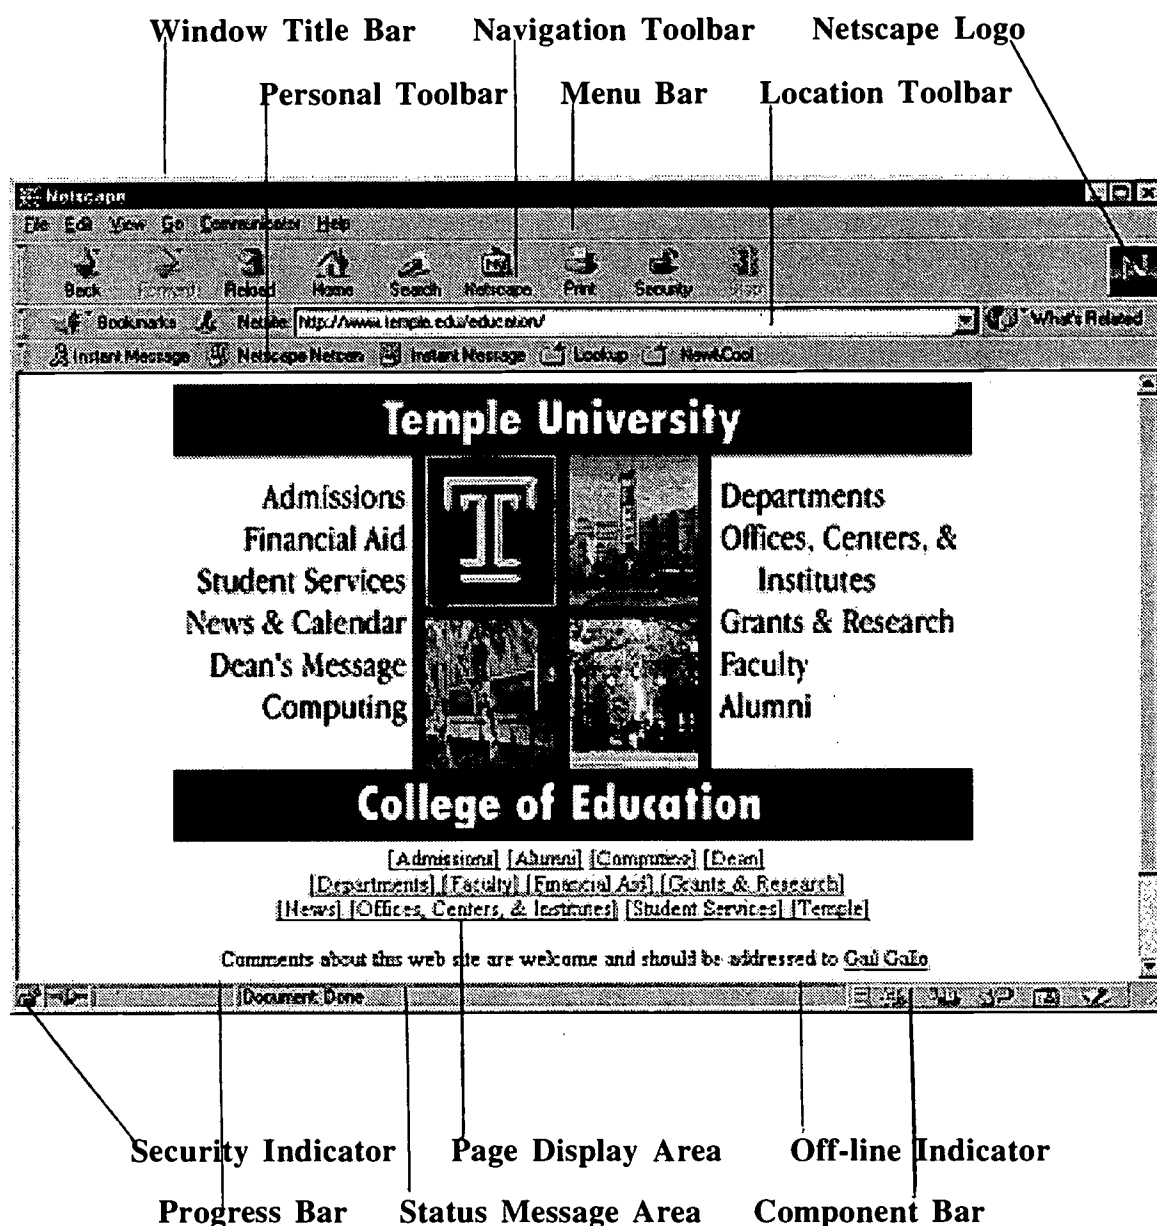 Window Title Bar Navigation Toolbar Netscape Logo
Personal Toolbar Menu Bar Location Toolbar
Netscape
File Edit View Go Communicator Help
Back Forward Reload Home Search Netscape Print Security Stop
N
Bookmarks Netsite: http://www.temple.edu/education/ What's Related
Instant Message Netscape Netcen Instant Message Lookup New&Cool
Temple University
Admissions
Financial Aid
Student Services
News & Calendar
Dean's Message
Computing
T
Departments
Offices, Centers, &
Institutes
Grants & Research
Faculty
Alumni
College of Education
[Admissions] [Alumni] [Computing] [Dean]
[Departments] [Faculty] [Financial Aid] [Grants & Research]
[News] [Offices, Centers, & Institutes] [Student Services] [Temple]
Comments about this web site are welcome and should be addressed to Gail Gallo
Document: Done
Security Indicator Page Display Area Off-line Indicator
Progress Bar Status Message Area Component Bar